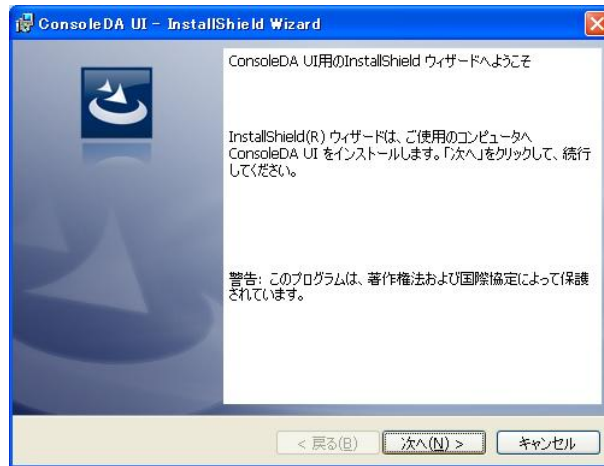 ConsoleDA UI - InstallShield Wizard
ConsoleDA UI用のInstallShield ウィザードへようこそ
InstallShield(R) ウィザードは、ご使用のコンピュータへ
ConsoleDA UI をインストールします。「次へ」をクリックして、続行
してください。
警告: このプログラムは、著作権法および国際協定によって保護
されています。
< 戻る(B) 次へ(N) > キャンセル